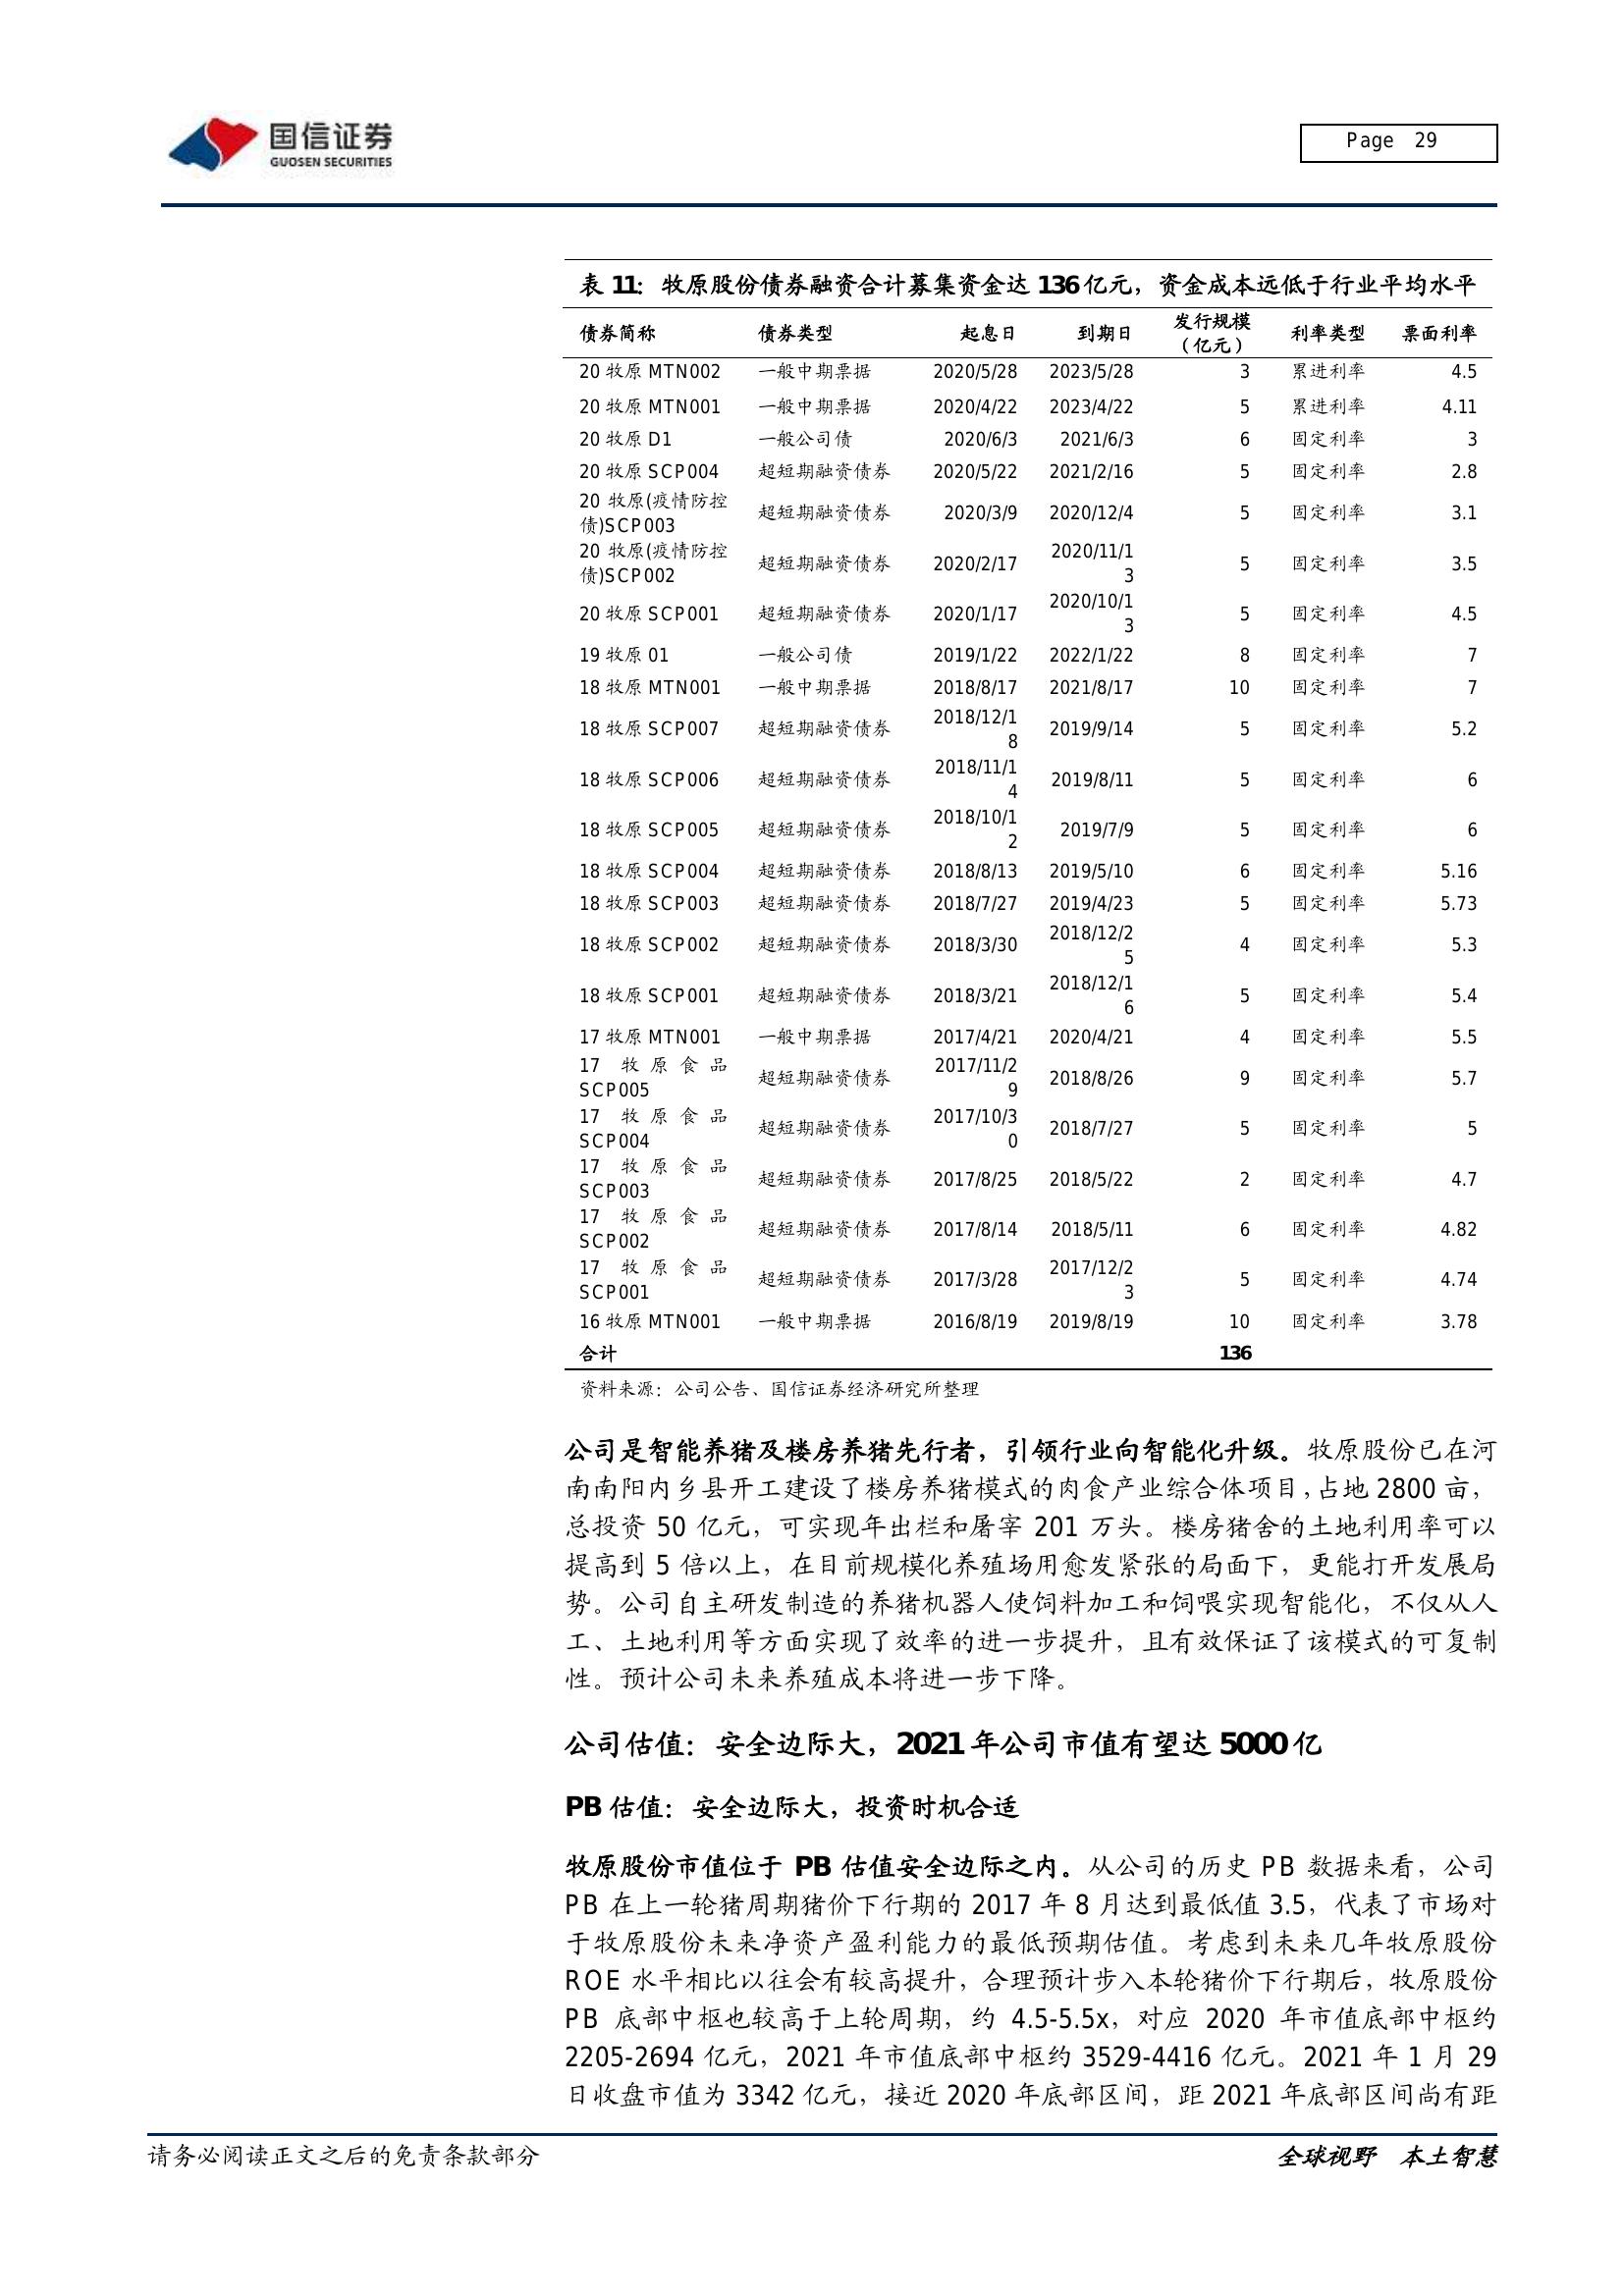 国信证券
GUOSEN SECURITIES
Page 29
表 11：牧原股份债券融资合计募集资金达 136 亿元，资金成本远低于行业平均水平
债券简称 债券类型 起息日 到期日 发行规模（亿元） 利率类型 票面利率
20 牧原 MTN002 一般中期票据 2020/5/28 2023/5/28 3 累进利率 4.5
20 牧原 MTN001 一般中期票据 2020/4/22 2023/4/22 5 累进利率 4.11
20 牧原 D1 一般公司债 2020/6/3 2021/6/3 6 固定利率 3
20 牧原 SCP004 超短期融资债券 2020/5/22 2021/2/16 5 固定利率 2.8
20 牧原(疫情防控债)SCP003 超短期融资债券 2020/3/9 2020/12/4 5 固定利率 3.1
20 牧原(疫情防控债)SCP002 超短期融资债券 2020/2/17 2020/11/13 5 固定利率 3.5
20 牧原 SCP001 超短期融资债券 2020/1/17 2020/10/13 5 固定利率 4.5
19 牧原 01 一般公司债 2019/1/22 2022/1/22 8 固定利率 7
18 牧原 MTN001 一般中期票据 2018/8/17 2021/8/17 10 固定利率 7
18 牧原 SCP007 超短期融资债券 2018/12/18 2019/9/14 5 固定利率 5.2
18 牧原 SCP006 超短期融资债券 2018/11/14 2019/8/11 5 固定利率 6
18 牧原 SCP005 超短期融资债券 2018/10/12 2019/7/9 5 固定利率 6
18 牧原 SCP004 超短期融资债券 2018/8/13 2019/5/10 6 固定利率 5.16
18 牧原 SCP003 超短期融资债券 2018/7/27 2019/4/23 5 固定利率 5.73
18 牧原 SCP002 超短期融资债券 2018/3/30 2018/12/25 4 固定利率 5.3
18 牧原 SCP001 超短期融资债券 2018/3/21 2018/12/16 5 固定利率 5.4
17 牧原 MTN001 一般中期票据 2017/4/21 2020/4/21 4 固定利率 5.5
17 牧原食品 SCP005 超短期融资债券 2017/11/29 2018/8/26 9 固定利率 5.7
17 牧原食品 SCP004 超短期融资债券 2017/10/30 2018/7/27 5 固定利率 5
17 牧原食品 SCP003 超短期融资债券 2017/8/25 2018/5/22 2 固定利率 4.7
17 牧原食品 SCP002 超短期融资债券 2017/8/14 2018/5/11 6 固定利率 4.82
17 牧原食品 SCP001 超短期融资债券 2017/3/28 2017/12/23 5 固定利率 4.74
16 牧原 MTN001 一般中期票据 2016/8/19 2019/8/19 10 固定利率 3.78
合计 136
资料来源：公司公告、国信证券经济研究所整理
公司是智能养猪及楼房养猪先行者，引领行业向智能化升级。牧原股份已在河
南南阳内乡县开工建设了楼房养猪模式的肉食产业综合体项目，占地 2800 亩，
总投资 50 亿元，可实现年出栏和屠宰 201 万头。楼房猪舍的土地利用率可以
提高到 5 倍以上，在目前规模化养殖场用愈发紧张的局面下，更能打开发展局
势。公司自主研发制造的养猪机器人使饲料加工和饲喂实现智能化，不仅从人
工、土地利用等方面实现了效率的进一步提升，且有效保证了该模式的可复制
性。预计公司未来养殖成本将进一步下降。
公司估值：安全边际大，2021 年公司市值有望达 5000 亿
PB 估值：安全边际大，投资时机合适
牧原股份市值位于 PB 估值安全边际之内。从公司的历史 PB 数据来看，公司
PB 在上一轮猪周期猪价下行期的 2017 年 8 月达到最低值 3.5，代表了市场对
于牧原股份未来净资产盈利能力的最低预期估值。考虑到未来几年牧原股份
ROE 水平相比以往会有较高提升，合理预计步入本轮猪价下行期后，牧原股份
PB 底部中枢也较高于上轮周期，约 4.5-5.5x，对应 2020 年市值底部中枢约
2205-2694 亿元，2021 年市值底部中枢约 3529-4416 亿元。2021 年 1 月 29
日收盘市值为 3342 亿元，接近 2020 年底部区间，距 2021 年底部区间尚有距
请务必阅读正文之后的免责条款部分
全球视野 本土智慧